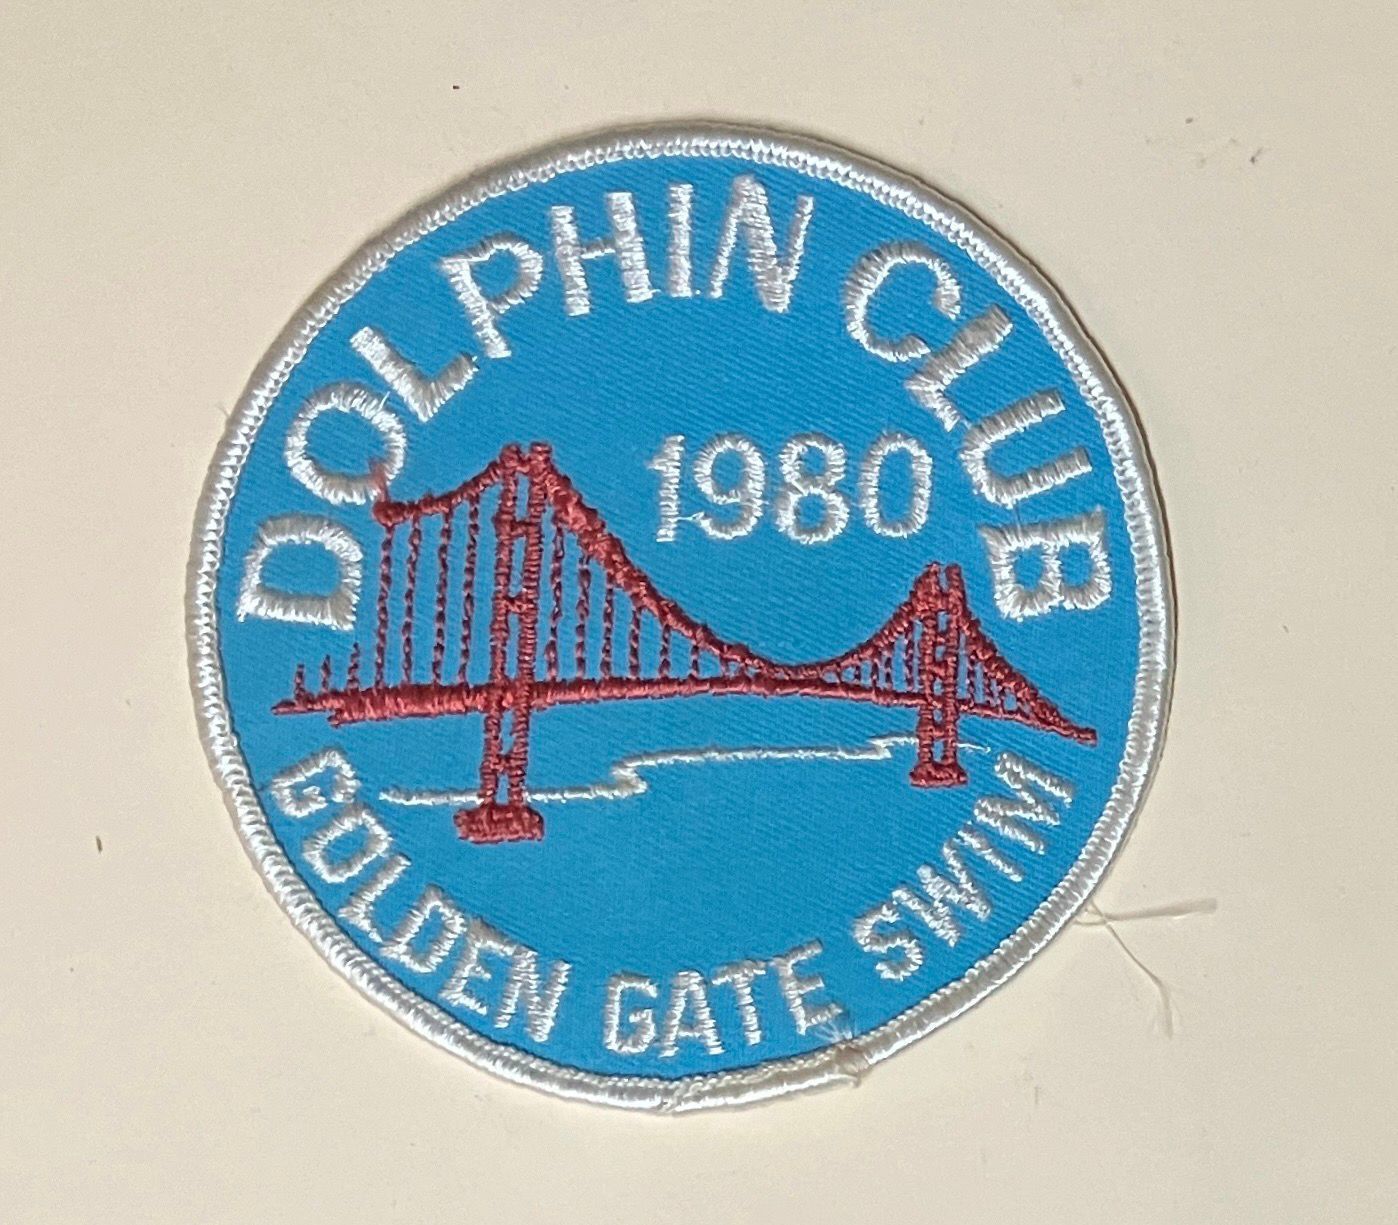 DOLPHIN CLUB
1980
GOLDEN GATE SWIM